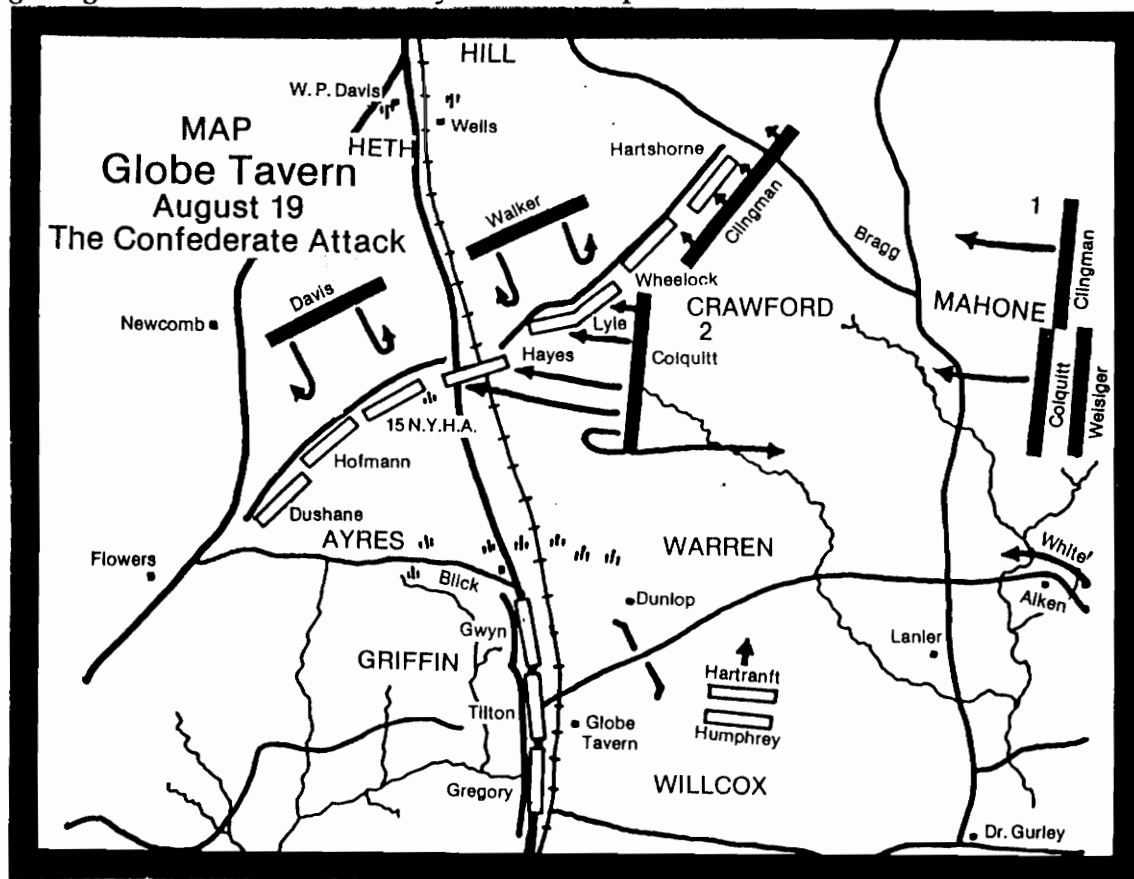 HILL
W. P. Davis
Wells
MAP
Globe Tavern
August 19
The Confederate Attack
HETH
Hartshorne
Walker
Clingman
1
Clingman
Bragg
Davis
Wheelock
CRAWFORD
MAHONE
Newcomb
Lyle
2
Hayes
Colquitt
Colquitt
Weisiger
15 N.Y.H.A.
Hofmann
Dushane
AYRES
WARREN
White
Flowers
Blick
Aiken
Dunlop
Gwyn
Lanier
GRIFFIN
Hartranft
Tilton
Globe
Tavern
Humphrey
Gregory
WILLCOX
Dr. Gurley